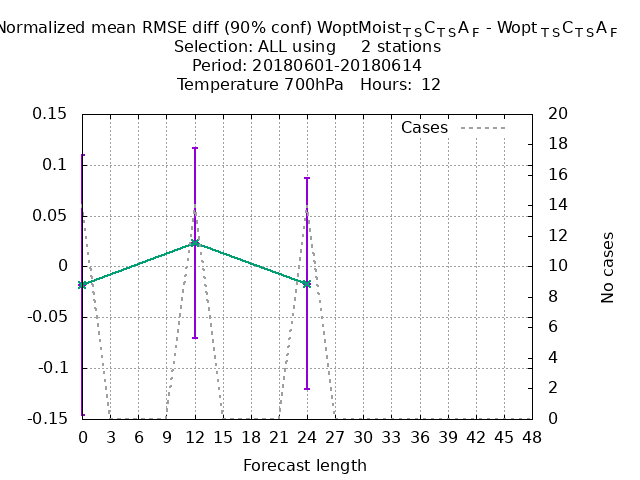 Normalized mean RMSE diff (90% conf) WoptMoist_TSC_TSA_F - Wopt_TSC_TSA_F
Selection: ALL using 2 stations
Period: 20180601-20180614
Temperature 700hPa Hours: 12
Cases
0.15
0.1
0.05
0
-0.05
-0.1
-0.15
20
18
16
14
12
10
8
6
4
2
0
No cases
0 3 6 9 12 15 18 21 24 27 30 33 36 39 42 45 48
Forecast length